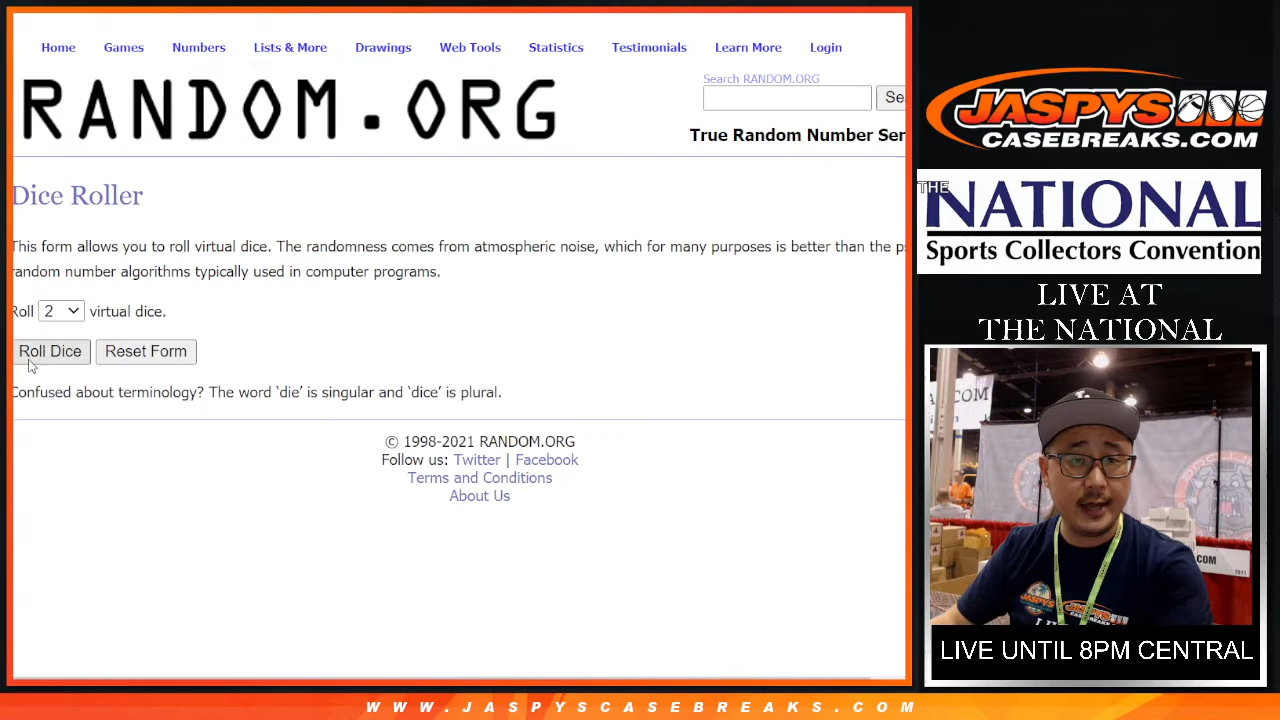 Home Games Numbers Lists & More Drawings Web Tools Statistics Testimonials Learn More Login
RANDOM.ORG
Search RANDOM.ORG
Sea
True Random Number Ser
Dice Roller
This form allows you to roll virtual dice. The randomness comes from atmospheric noise, which for many purposes is better than the ps
random number algorithms typically used in computer programs.
Roll 2 virtual dice.
Roll Dice Reset Form
Confused about terminology? The word ‘die’ is singular and ‘dice’ is plural.
© 1998-2021 RANDOM.ORG
Follow us: Twitter | Facebook
Terms and Conditions
About Us
JASPYS
CASEBREAKS.COM
THE
NATIONAL
Sports Collectors Convention
LIVE AT
THE NATIONAL
JASPYS
LIVE UNTIL 8PM CENTRAL
WWW.JASPYSCASEBREAKS.COM